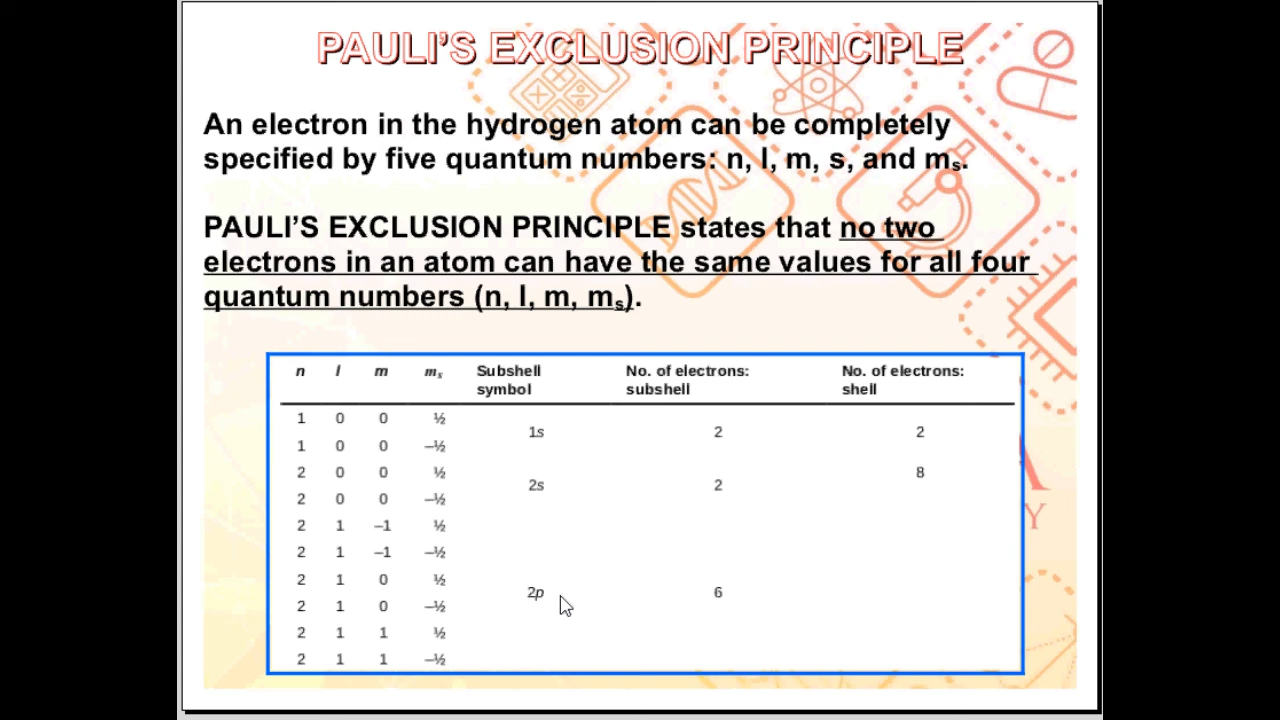 PAULI’S EXCLUSION PRINCIPLE
An electron in the hydrogen atom can be completely
specified by five quantum numbers: n, l, m, s, and mₛ.
PAULI’S EXCLUSION PRINCIPLE states that no two
electrons in an atom can have the same values for all four
quantum numbers (n, l, m, mₛ).
n l m mₛ Subshell symbol No. of electrons: subshell No. of electrons: shell
1 0 0 ½
1s 2 2
1 0 0 –½
2 0 0 ½ 8
2s 2
2 0 0 –½
2 1 –1 ½
2 1 –1 –½
2 1 0 ½
2p 6
2 1 0 –½
2 1 1 ½
2 1 1 –½